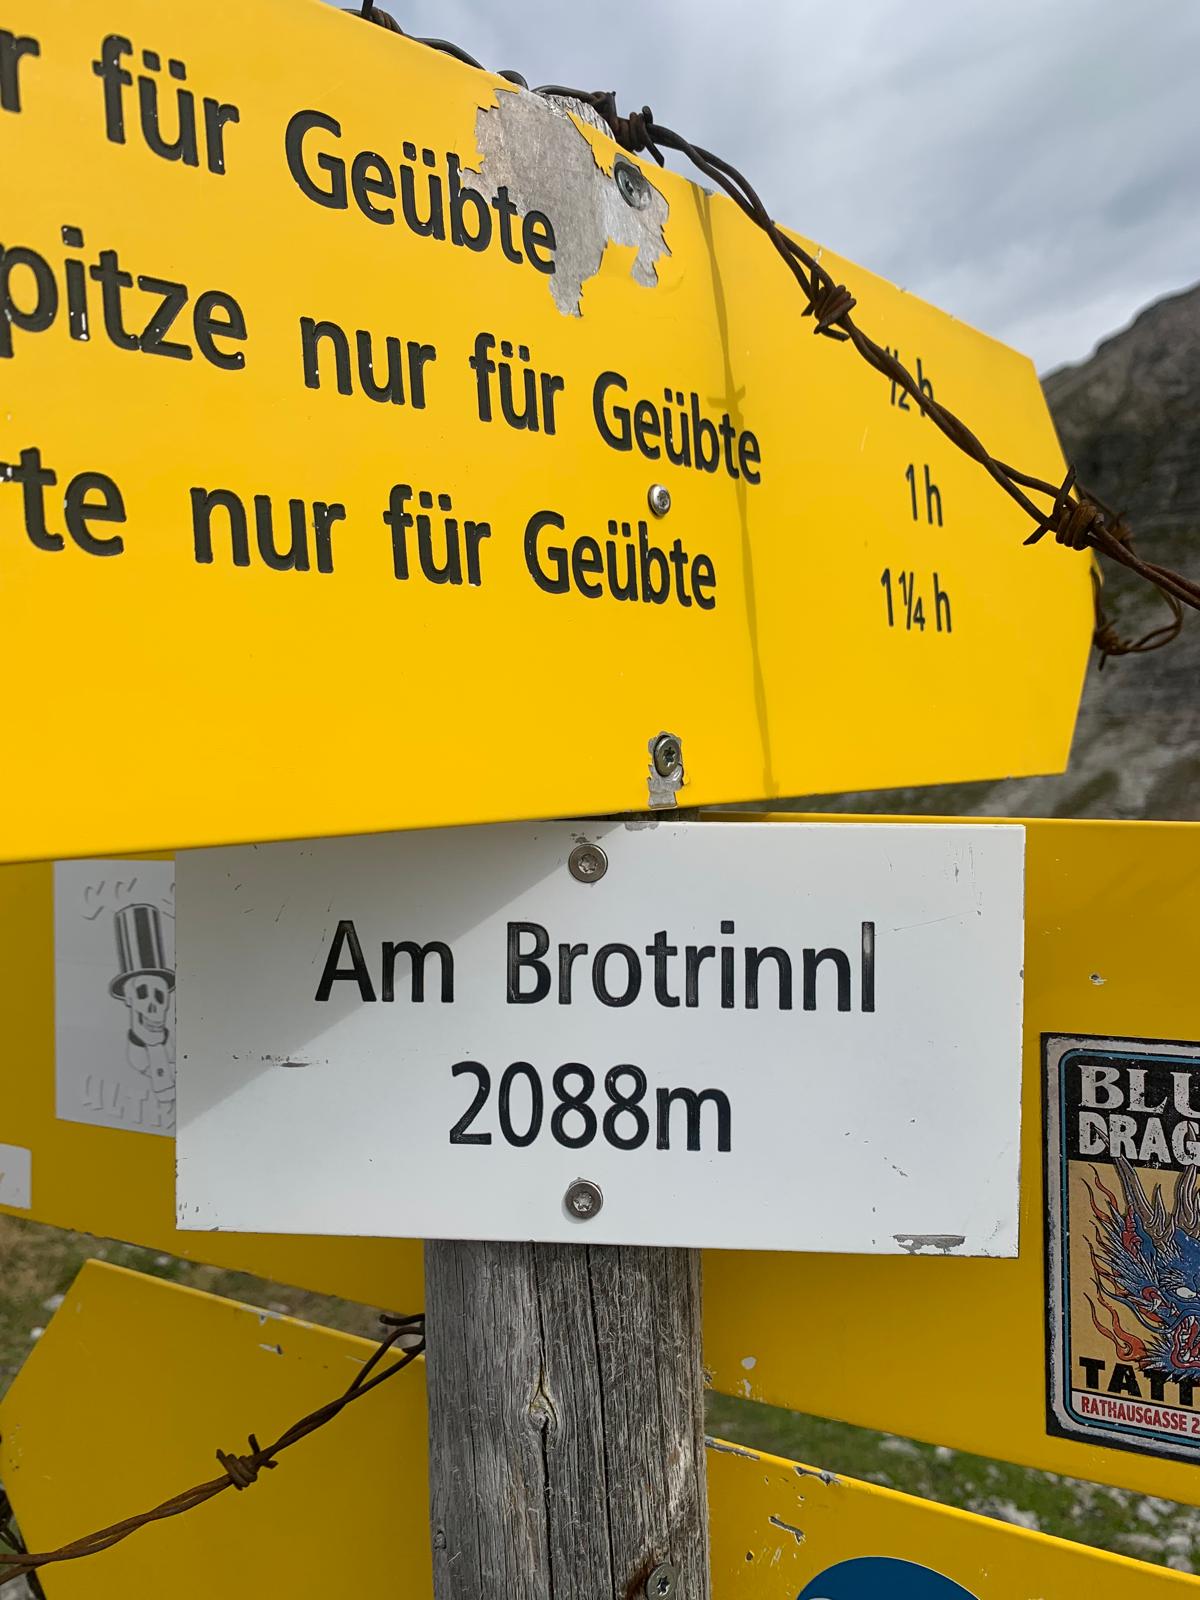 für Geübte
½ h
pitze nur für Geübte
1 h
te nur für Geübte
1¼ h
Am Brotrinnl
2088m
BLU
DRAG
TATT
RATHAUSGASSE 2
ULTR